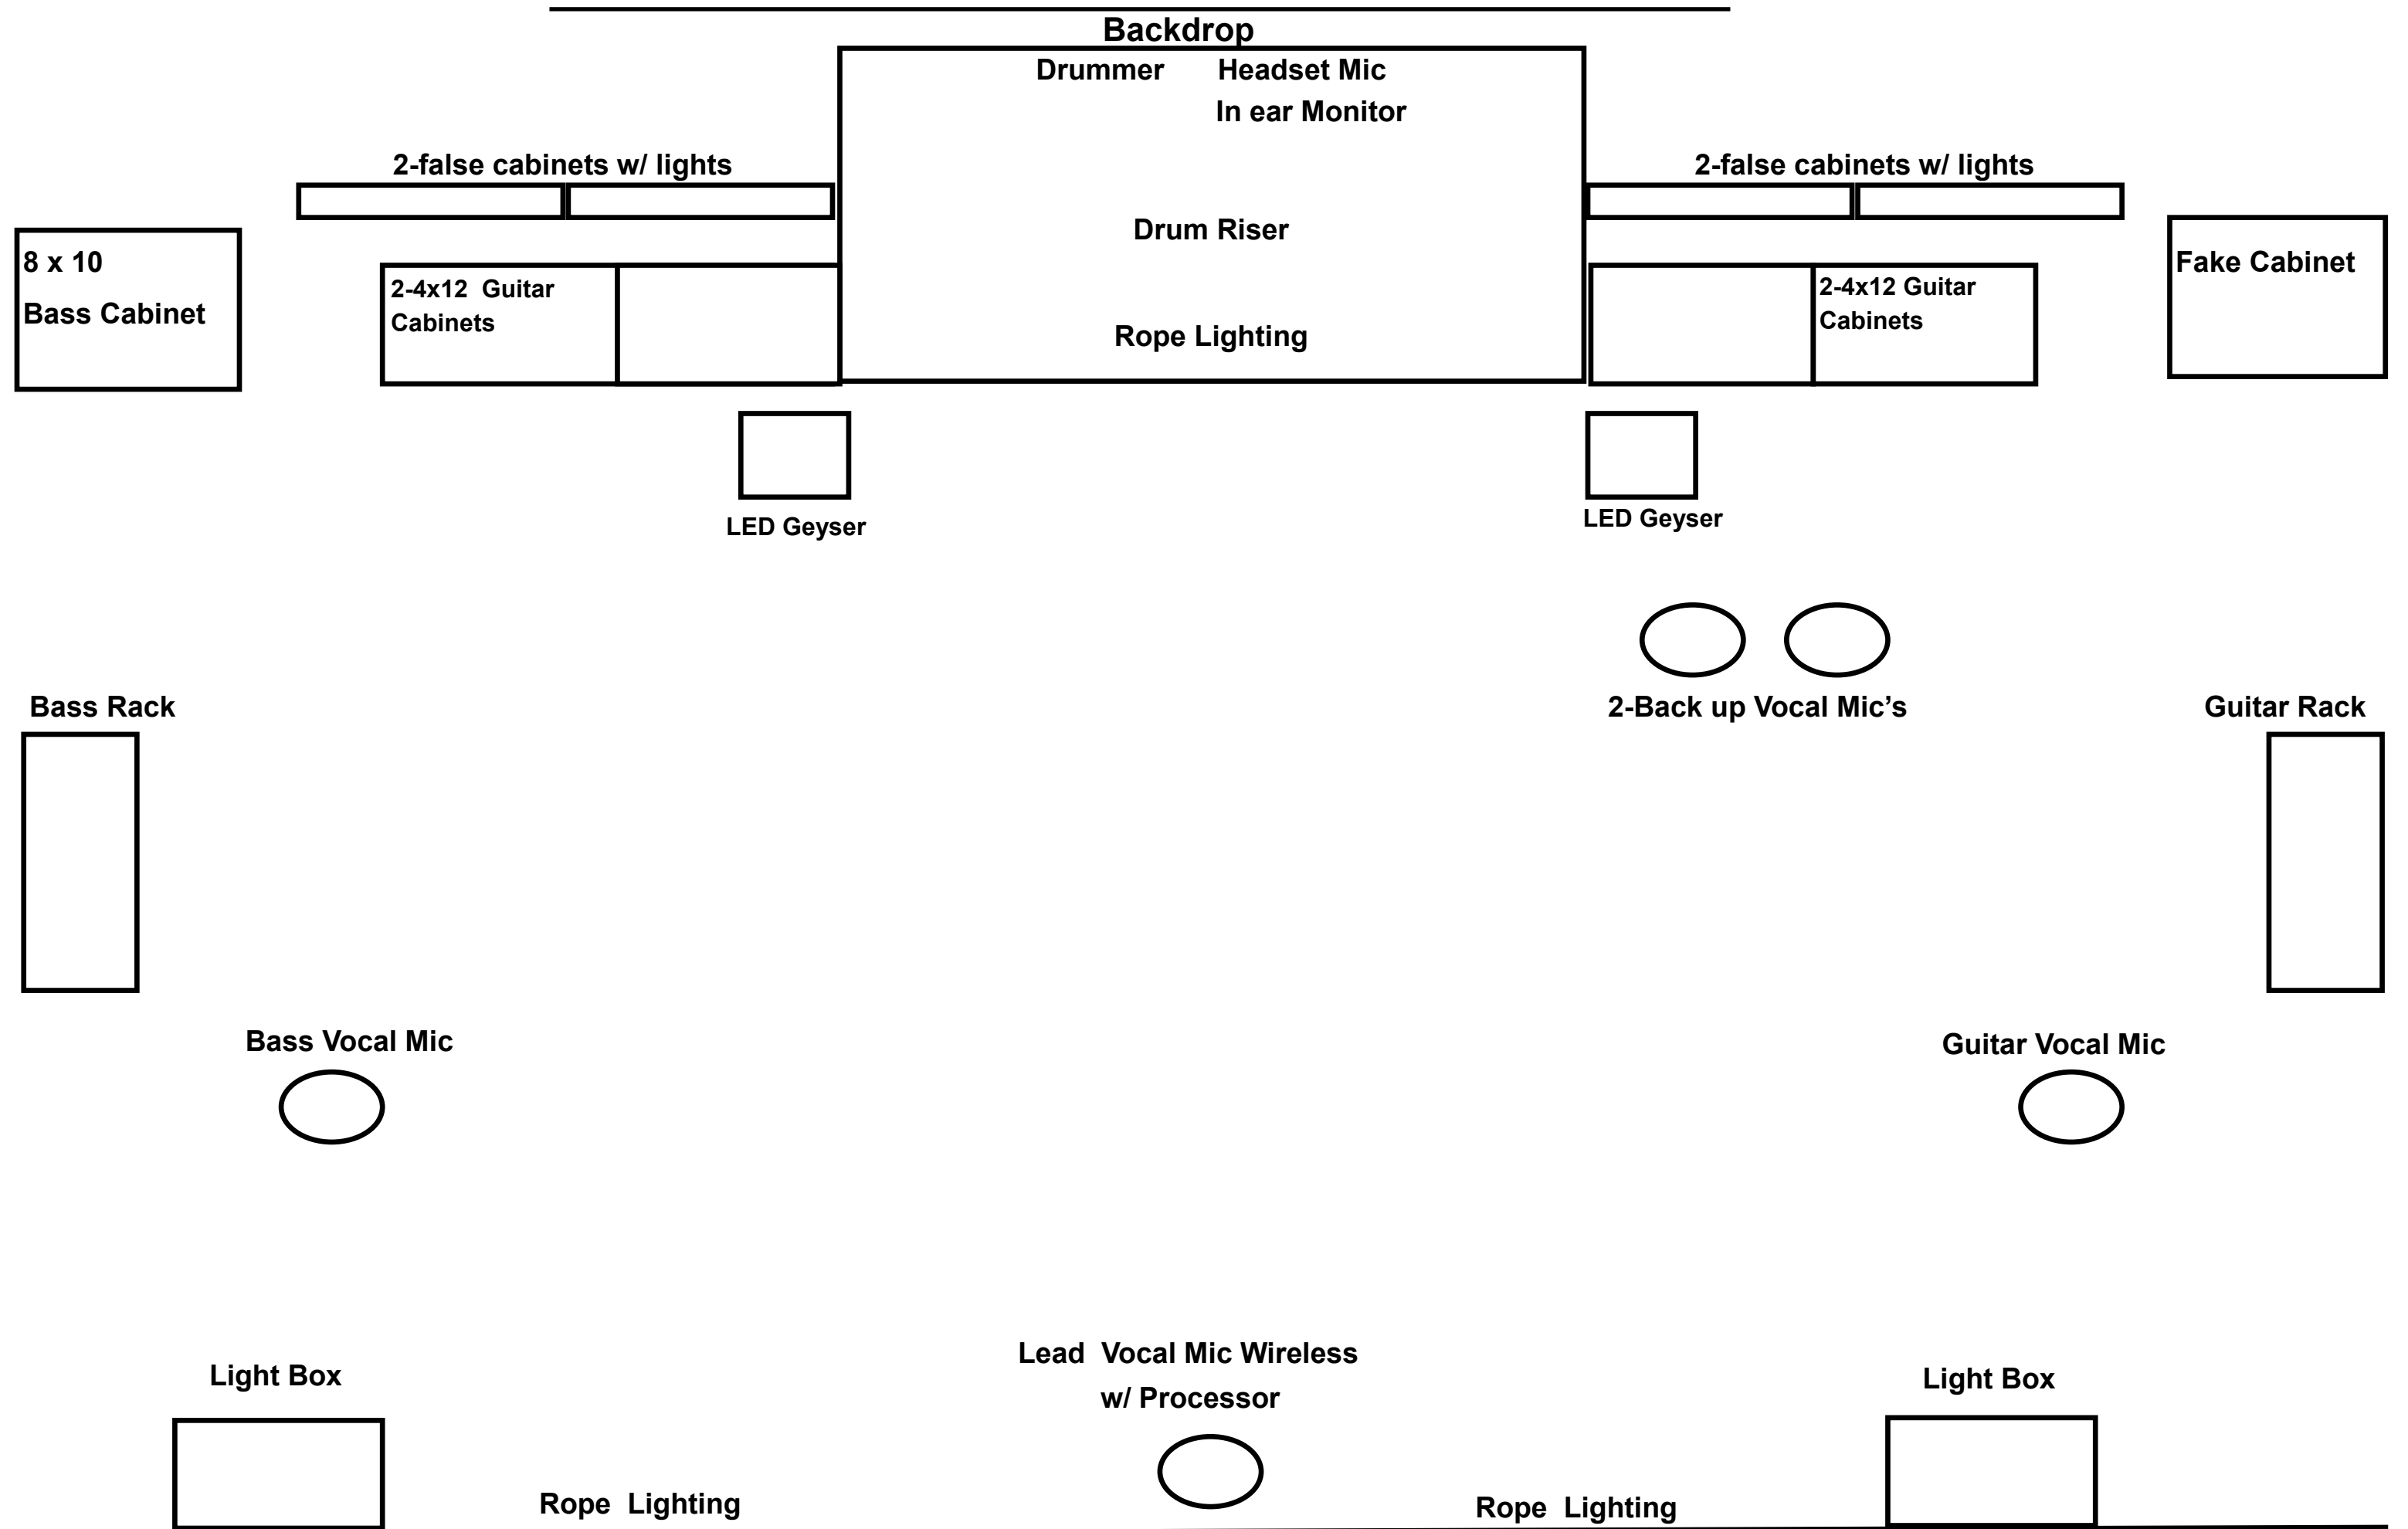 Backdrop
Drummer Headset Mic
In ear Monitor
2-false cabinets w/ lights
2-false cabinets w/ lights
Drum Riser
8 x 10
Bass Cabinet
Fake Cabinet
2-4x12 Guitar
Cabinets
2-4x12 Guitar
Cabinets
Rope Lighting
LED Geyser
LED Geyser
Bass Rack
2-Back up Vocal Mic’s
Guitar Rack
Bass Vocal Mic
Guitar Vocal Mic
Lead Vocal Mic Wireless
w/ Processor
Light Box
Light Box
Rope Lighting
Rope Lighting